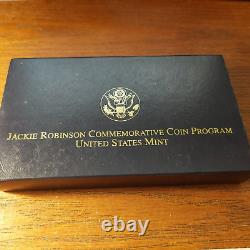 JACKIE ROBINSON COMMEMORATIVE COIN PROGRAM
UNITED STATES MINT